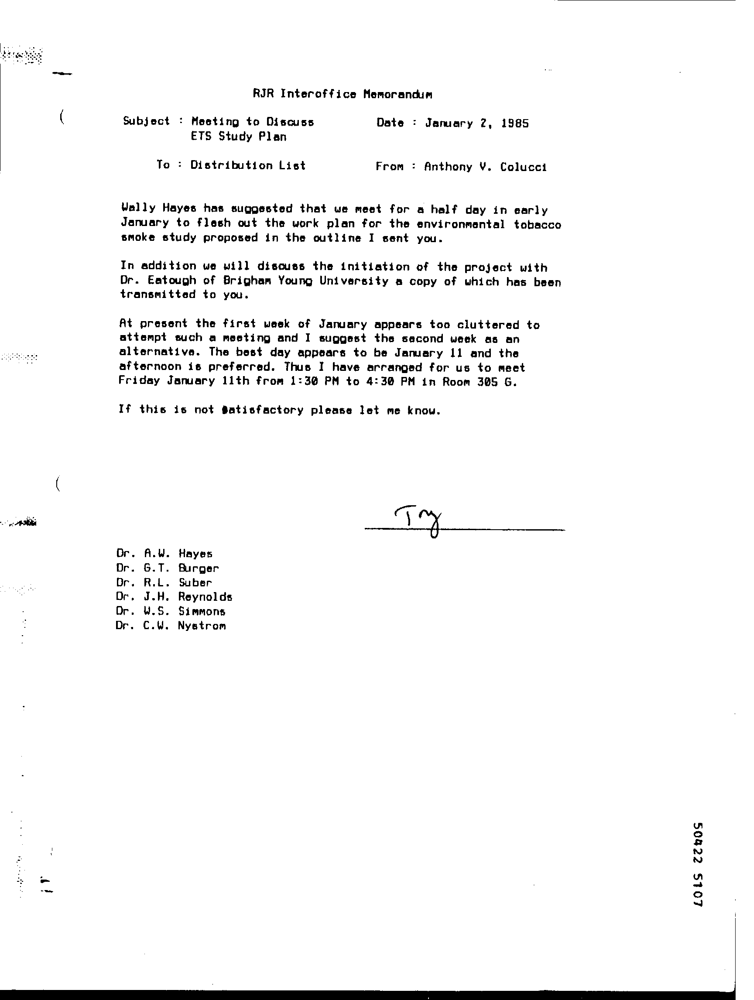 RJR Interoffice Memorandum
Subject : Meeting to Discuss ETS Study Plan
Date : January 2, 1985
To : Distribution List
From : Anthony V. Colucci
Wally Hayes has suggested that we meet for a half day in early
January to flesh out the work plan for the environmental tobacco
smoke study proposed in the outline I sent you.
In addition we will discuss the initiation of the project with
Dr. Eatough of Brigham Young University a copy of which has been
transmitted to you.
At present the first week of January appears too cluttered to
attempt such a meeting and I suggest the second week as an
alternative. The best day appears to be January 11 and the
afternoon is preferred. Thus I have arranged for us to meet
Friday January 11th from 1:30 PM to 4:30 PM in Room 305 G.
If this is not satisfactory please let me know.
Dr. A.W. Hayes
Dr. G.T. Burger
Dr. R.L. Suber
Dr. J.H. Reynolds
Dr. W.S. Simmons
Dr. C.W. Nystrom
50422 5107